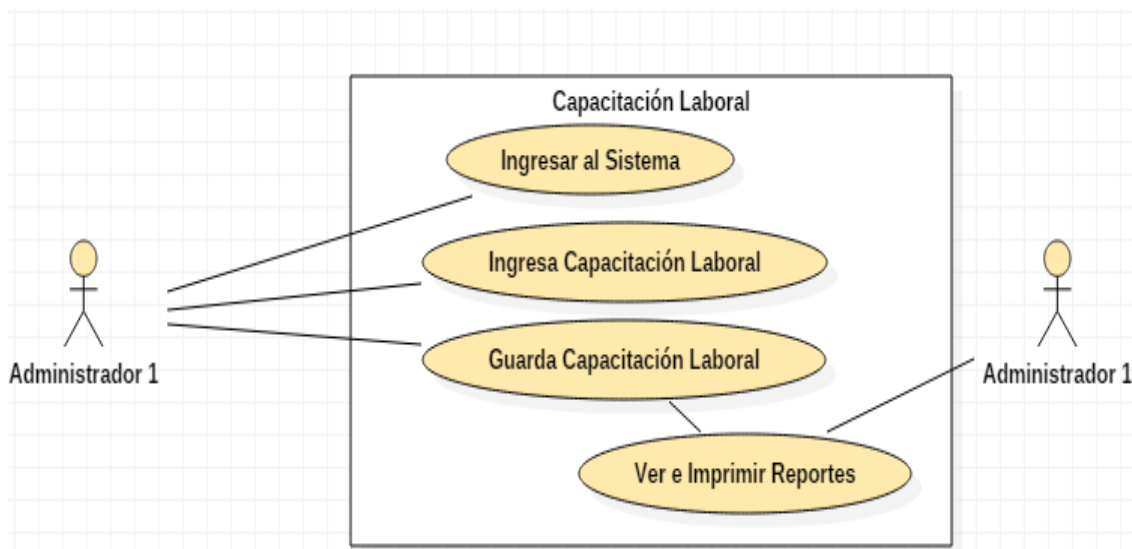 Capacitación Laboral
Ingresar al Sistema
Ingresa Capacitación Laboral
Guarda Capacitación Laboral
Administrador 1
Administrador 1
Ver e Imprimir Reportes